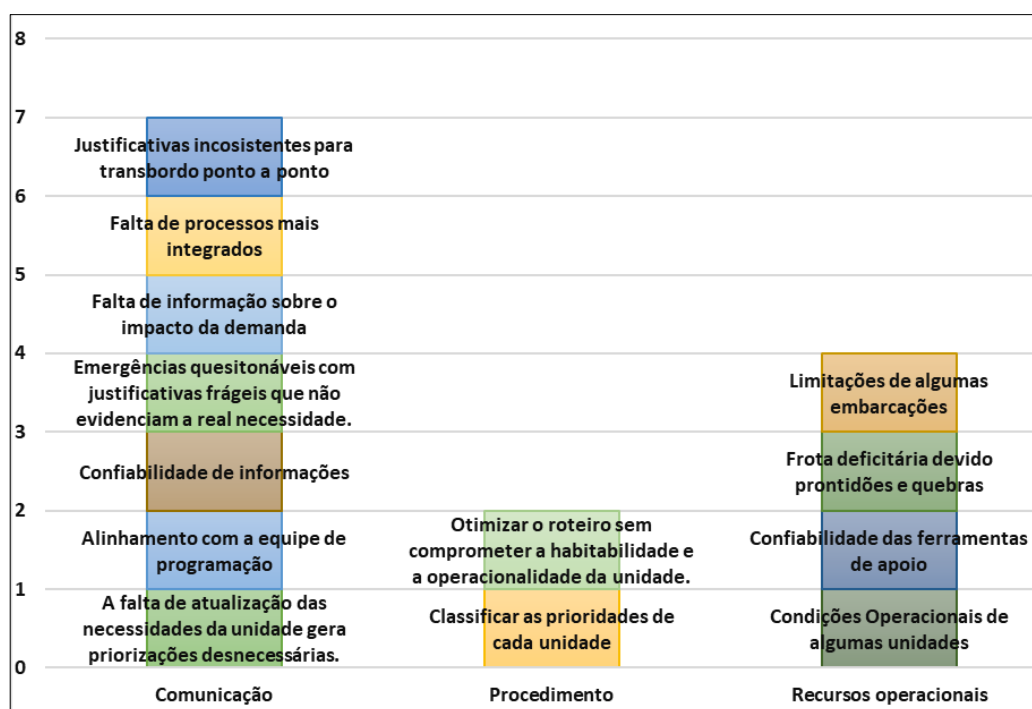 8
7
6
5
4
3
2
1
0
Justificativas incosistentes para
transbordo ponto a ponto
Falta de processos mais
integrados
Falta de informação sobre o
impacto da demanda
Emergências quesitonáveis com
justificativas frágeis que não
evidenciam a real necessidade.
Confiabilidade de informações
Alinhamento com a equipe de
programação
A falta de atualização das
necessidades da unidade gera
priorizações desnecessárias.
Otimizar o roteiro sem
comprometer a habitabilidade e
a operacionalidade da unidade.
Classificar as prioridades de
cada unidade
Limitações de algumas
embarcações
Frota deficitária devido
prontidões e quebras
Confiabilidade das ferramentas
de apoio
Condições Operacionais de
algumas unidades
Comunicação
Procedimento
Recursos operacionais